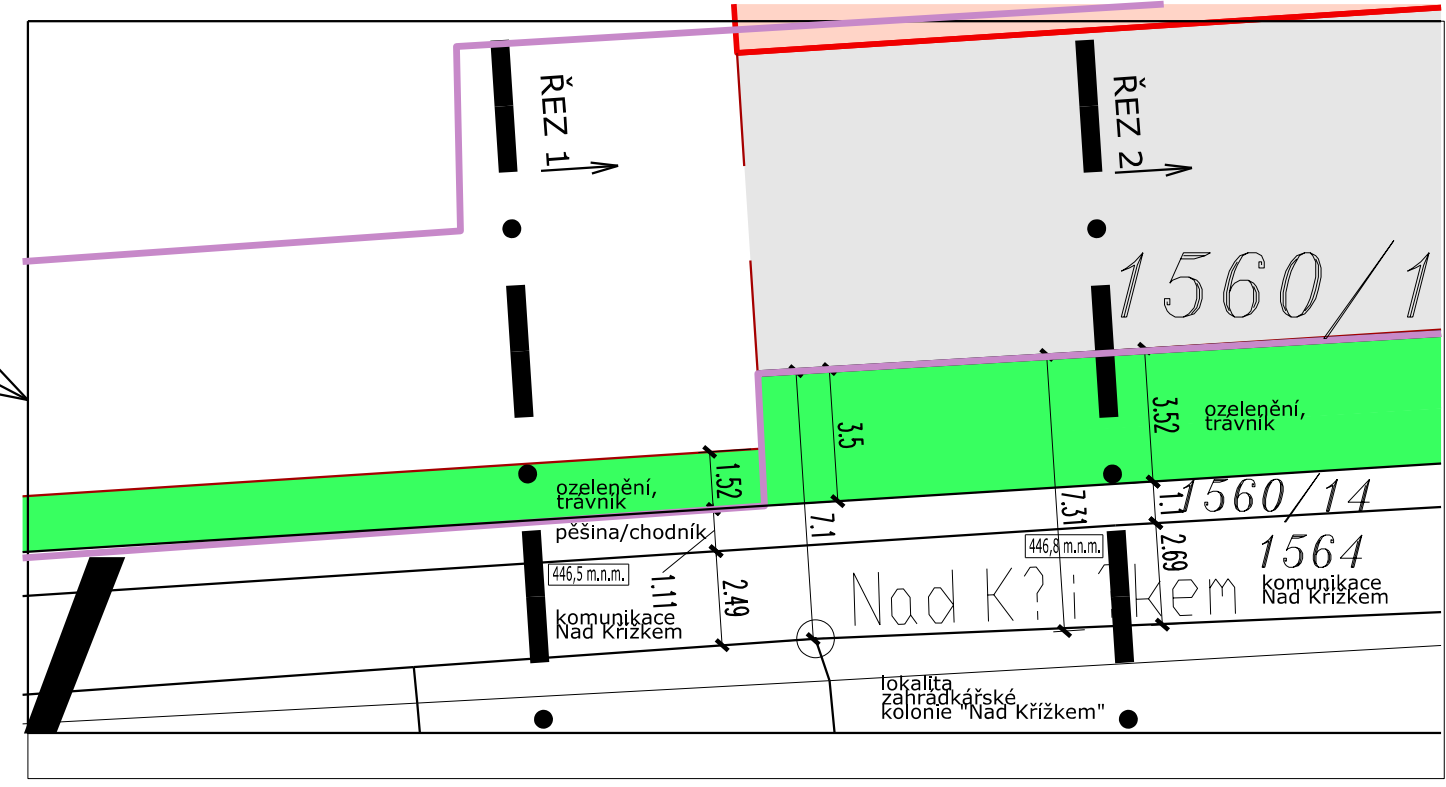 ŘEZ 1
ŘEZ 2
1560/1
3.5
3.52
ozelenění,
trávník
1.52
ozelenění,
trávník
7.1
7.31
1560/14
pěšina/chodník
446,5 m.n.m.
446,8 m.n.m.
2.69
1564
1.11
2.49
Nad K?i?kem
komunikace
Nad Křížkem
komunikace
Nad Křížkem
lokalita
zahrádkářské
kolonie "Nad Křížkem"